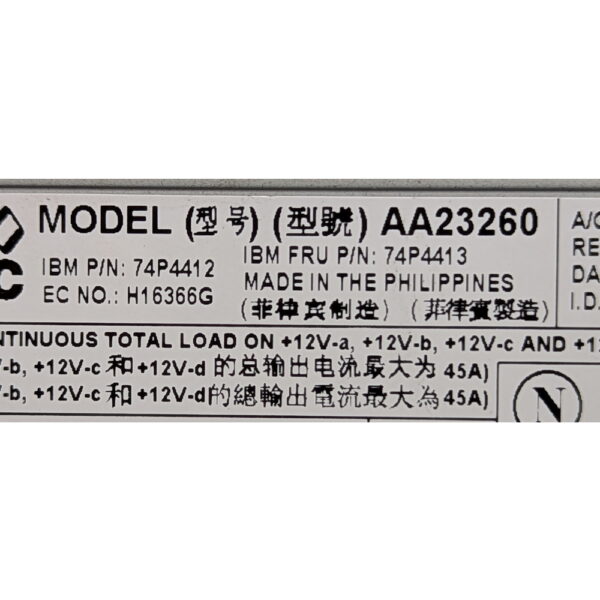 C
MODEL (型号) (型號) AA23260
IBM P/N: 74P4412
EC NO.: H16366G
IBM FRU P/N: 74P4413
MADE IN THE PHILIPPINES
(菲律宾制造) (菲律賓製造)
A/C
RE
DA
I.D.
NTINUOUS TOTAL LOAD ON +12V-a, +12V-b, +12V-c AND +1
-b, +12V-c 和 +12V-d 的总输出电流最大为 45A)
-b, +12V-c 和 +12V-d的總輸出電流最大為 45A)
N